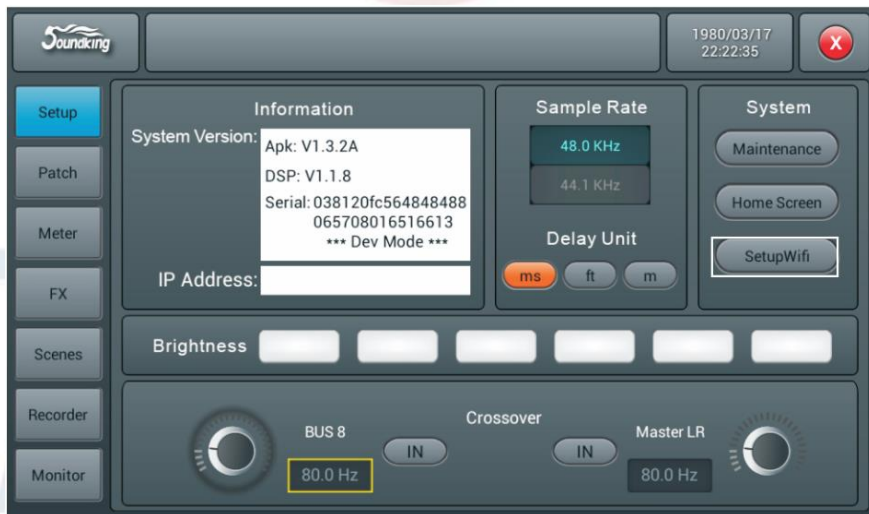 Soundking
1980/03/17
22:22:35
X
Setup
Patch
Meter
FX
Scenes
Recorder
Monitor
Information
System Version:
Apk: V1.3.2A
DSP: V1.1.8
Serial: 038120fc564848488
065708016516613
*** Dev Mode ***
IP Address:
Sample Rate
48.0 KHz
44.1 KHz
Delay Unit
ms ft m
System
Maintenance
Home Screen
SetupWifi
Brightness
Crossover
BUS 8
IN
80.0 Hz
IN
Master LR
80.0 Hz